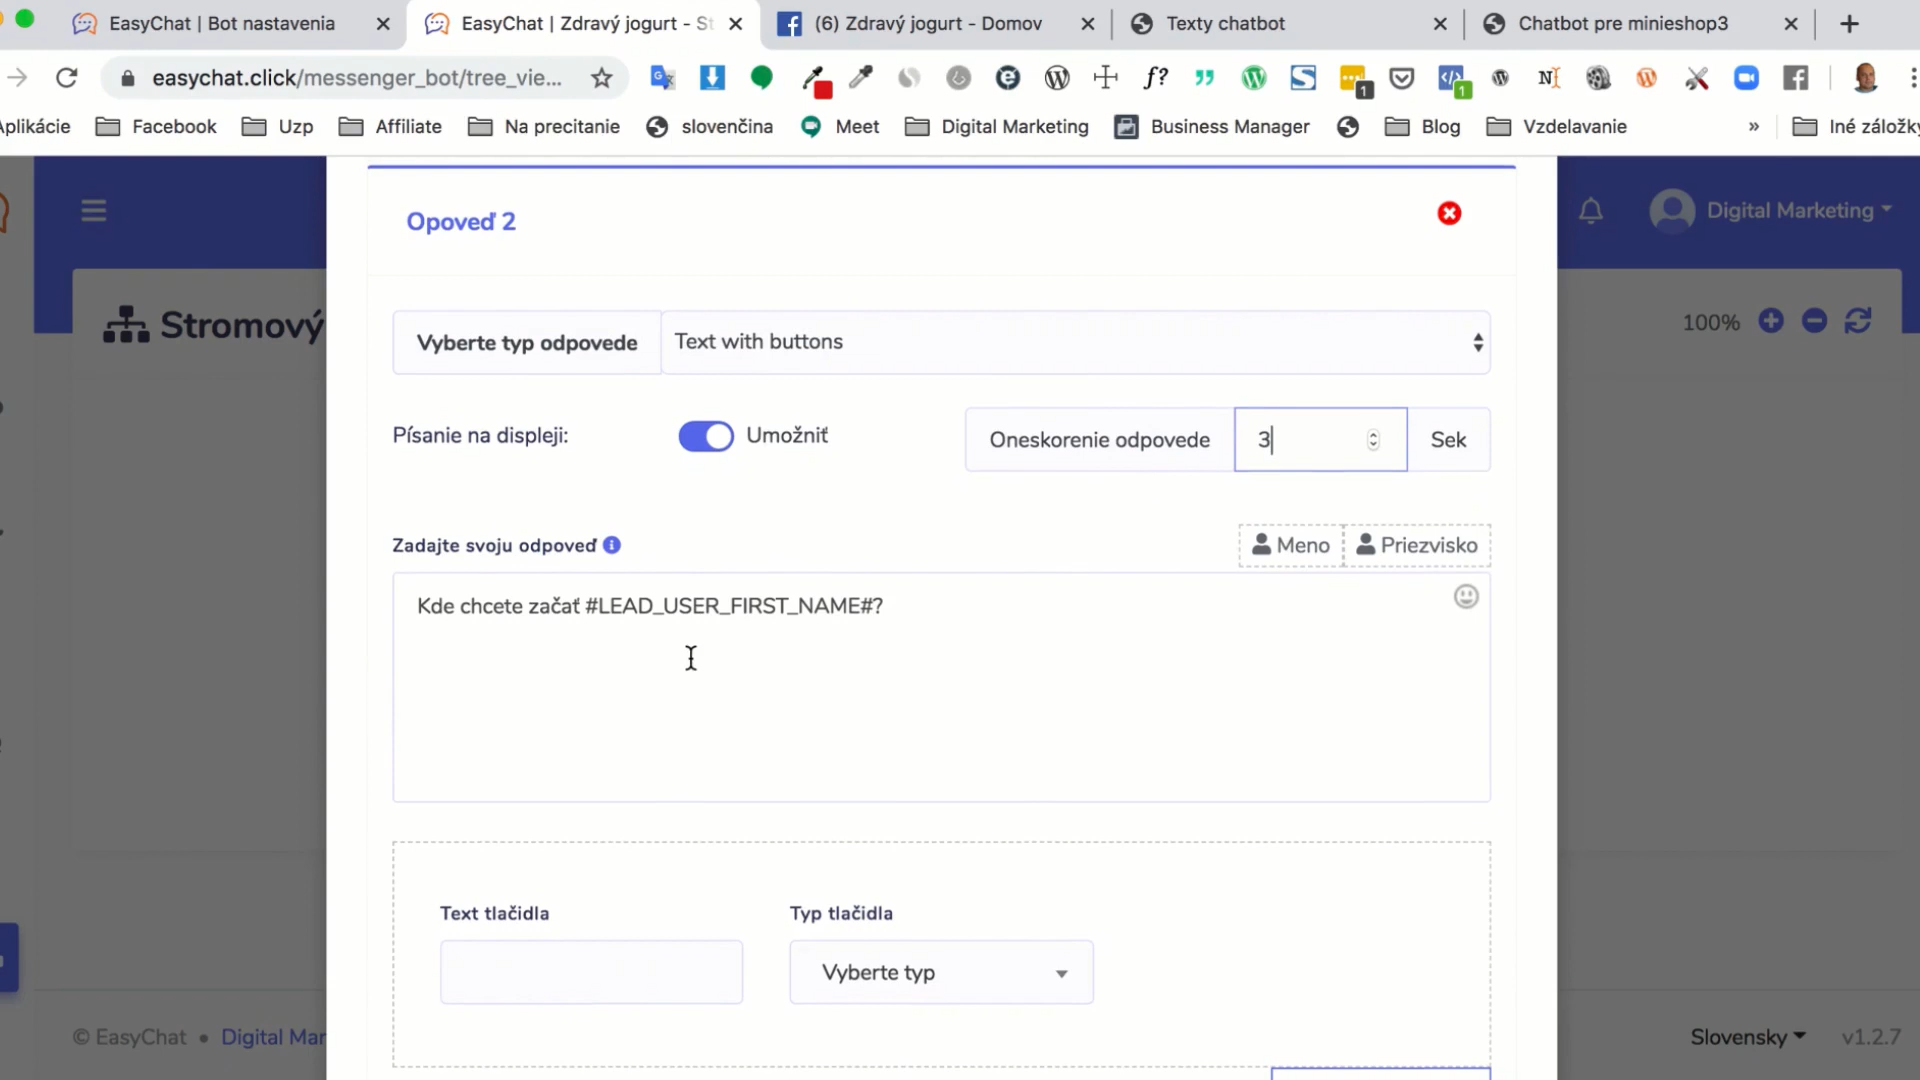 EasyChat | Bot nastavenia
EasyChat | Zdravý jogurt - St
(6) Zdravý jogurt - Domov
Texty chatbot
Chatbot pre minieshop3
easychat.click/messenger_bot/tree_vie...
plikácie
Facebook
Uzp
Affiliate
Na precitanie
slovenčina
Meet
Digital Marketing
Business Manager
Blog
Vzdelavanie
»
Iné záložky
Digital Marketing
Opoveď 2
Stromový
100%
Vyberte typ odpovede
Text with buttons
Písanie na displeji:
Umožniť
Oneskorenie odpovede
3
Sek
Zadajte svoju odpoveď
Meno
Priezvisko
Kde chcete začať #LEAD_USER_FIRST_NAME#?
Text tlačidla
Typ tlačidla
Vyberte typ
© EasyChat • Digital Mar
Slovensky
v1.2.7